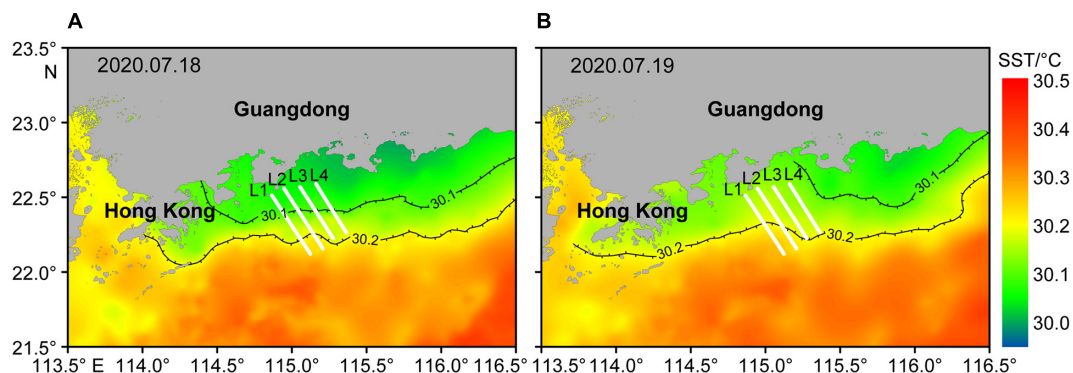 A
B
23.5°
N
23.0°
22.5°
22.0°
21.5°
2020.07.18
Guangdong
Hong Kong
L1
L2
L3
L4
30.1
30.1
30.2
113.5° E 114.0° 114.5° 115.0° 115.5° 116.0° 116.5°
2020.07.19
Guangdong
Hong Kong
L1
L2
L3
L4
30.1
30.2
30.2
113.5° 114.0° 114.5° 115.0° 115.5° 116.0° 116.5°
SST/°C
30.5
30.4
30.3
30.2
30.1
30.0